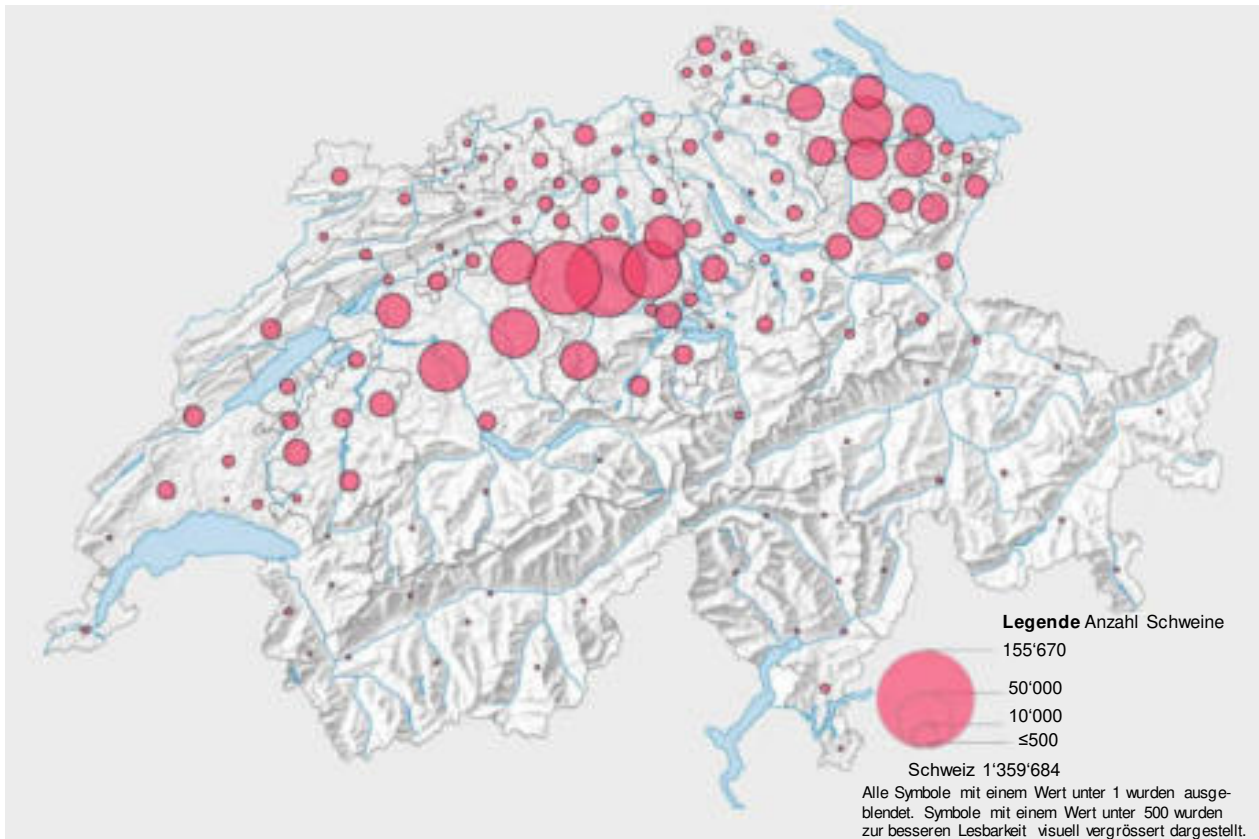 Legende Anzahl Schweine
155‘670
50‘000
10‘000
≤500
Schweiz 1‘359‘684
Alle Symbole mit einem Wert unter 1 wurden ausge-
blendet. Symbole mit einem Wert unter 500 wurden
zur besseren Lesbarkeit visuell vergrössert dargestellt.